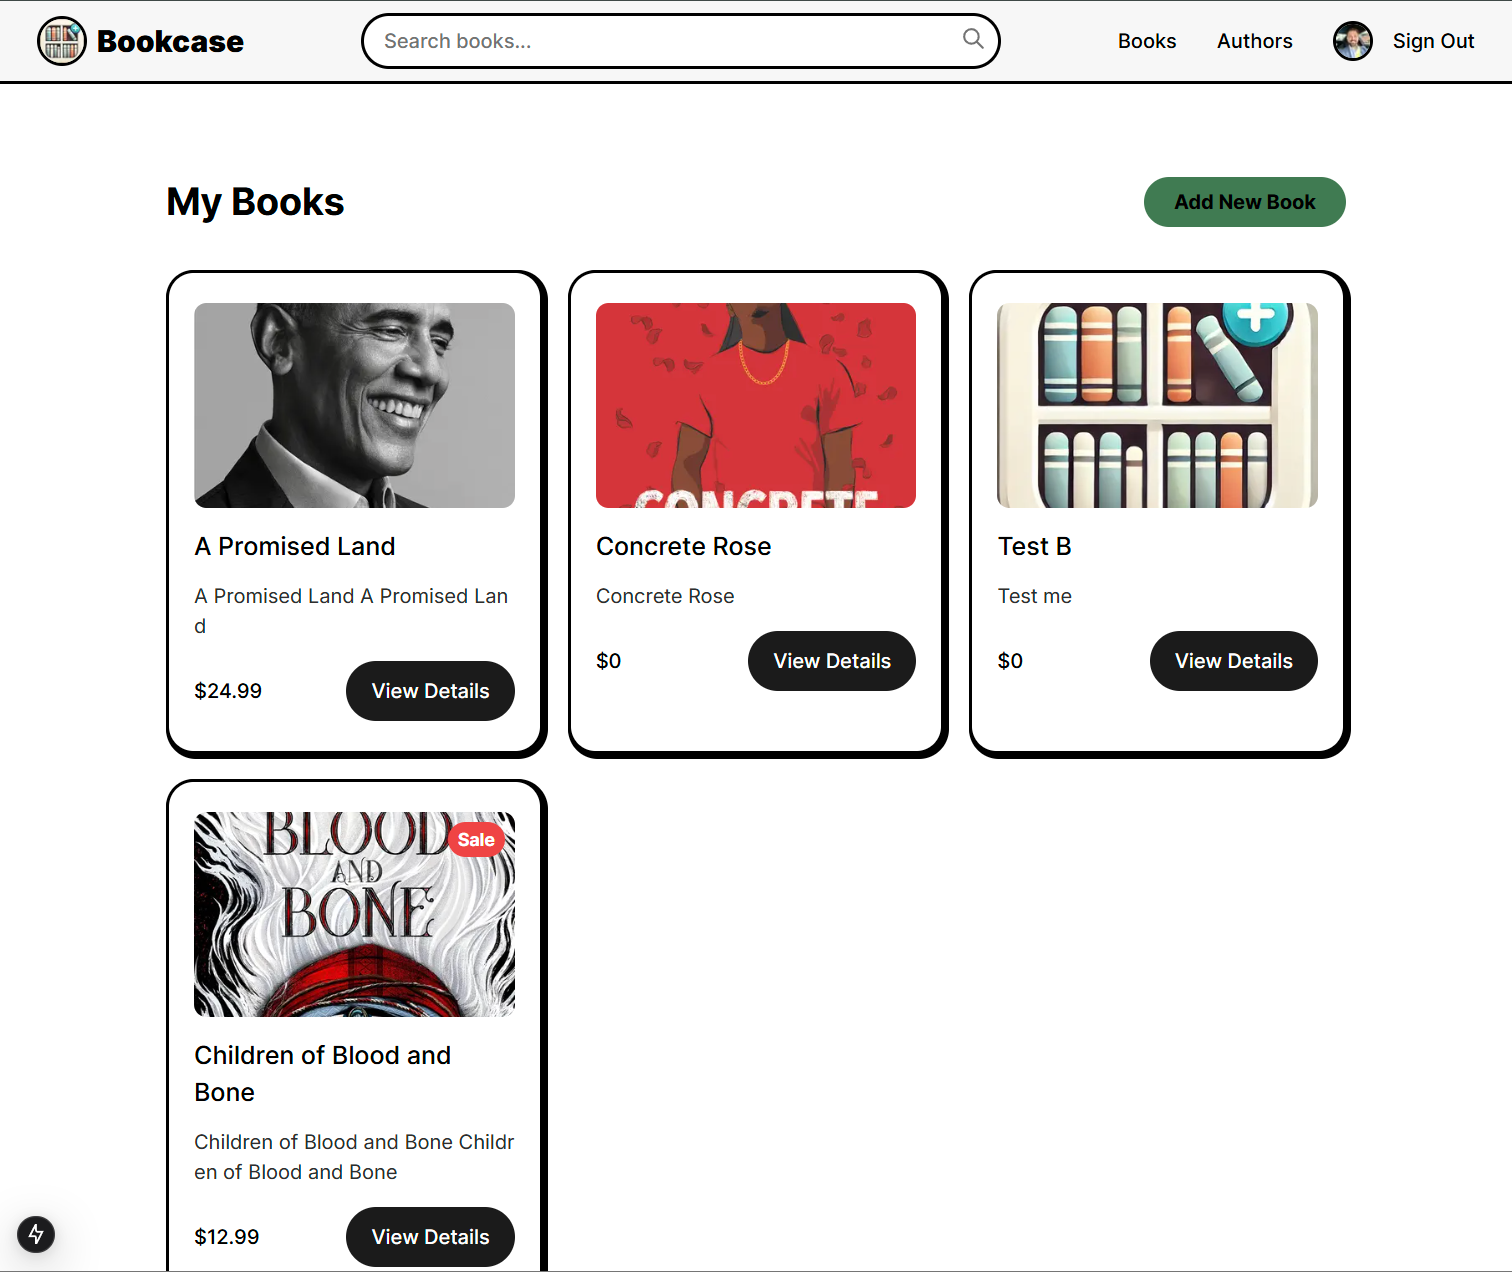 Bookcase
Search books...
Books
Authors
Sign Out
My Books
Add New Book
A Promised Land
A Promised Land A Promised Lan
d
$24.99
View Details
CONCRETE
Concrete Rose
Concrete Rose
$0
View Details
Test B
Test me
$0
View Details
BLOOD
AND
BONE
Sale
Children of Blood and
Bone
Children of Blood and Bone Childr
en of Blood and Bone
$12.99
View Details